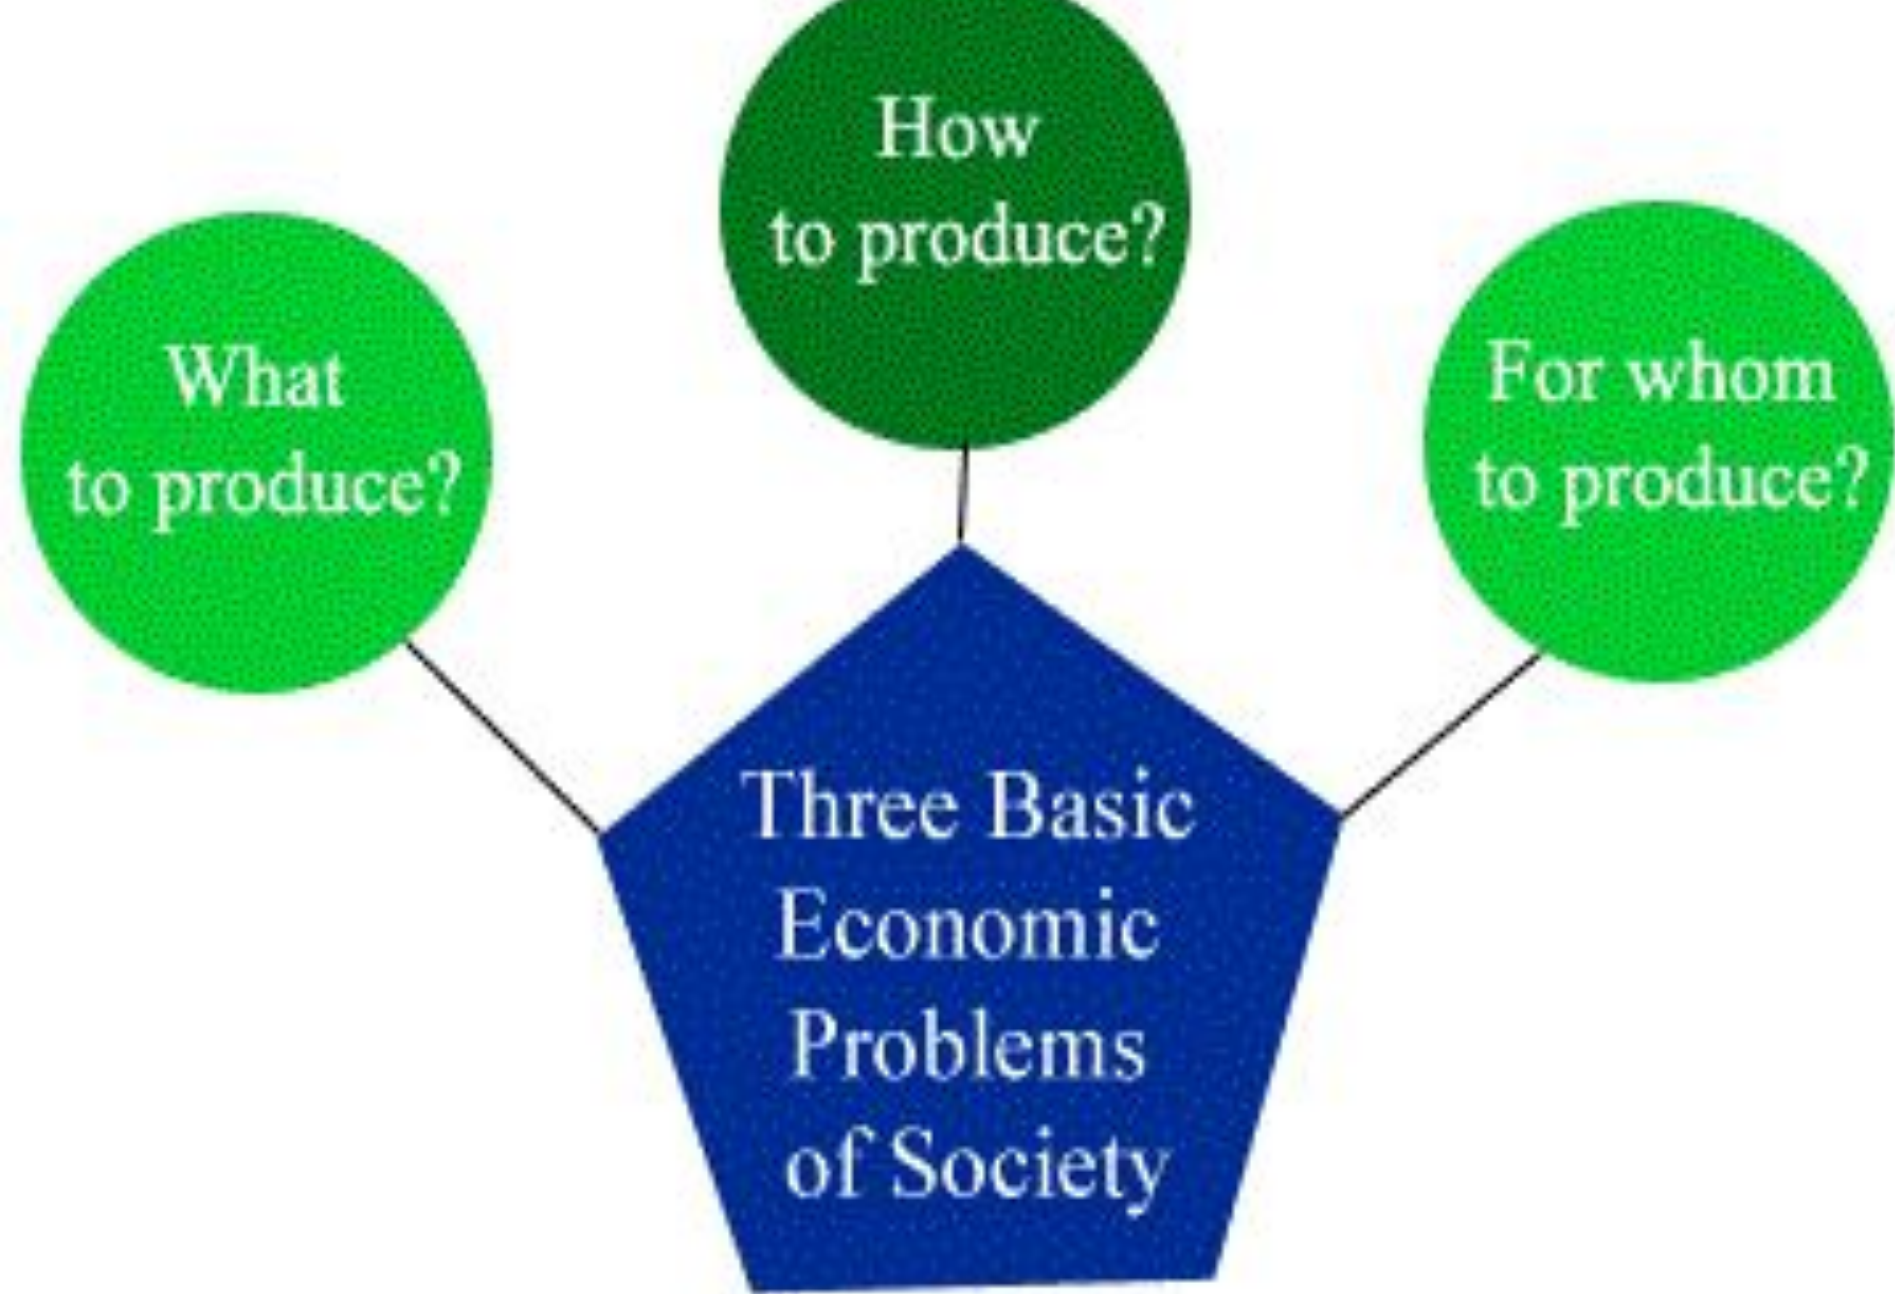 How
to produce?
What
to produce?
For whom
to produce?
Three Basic
Economic
Problems
of Society